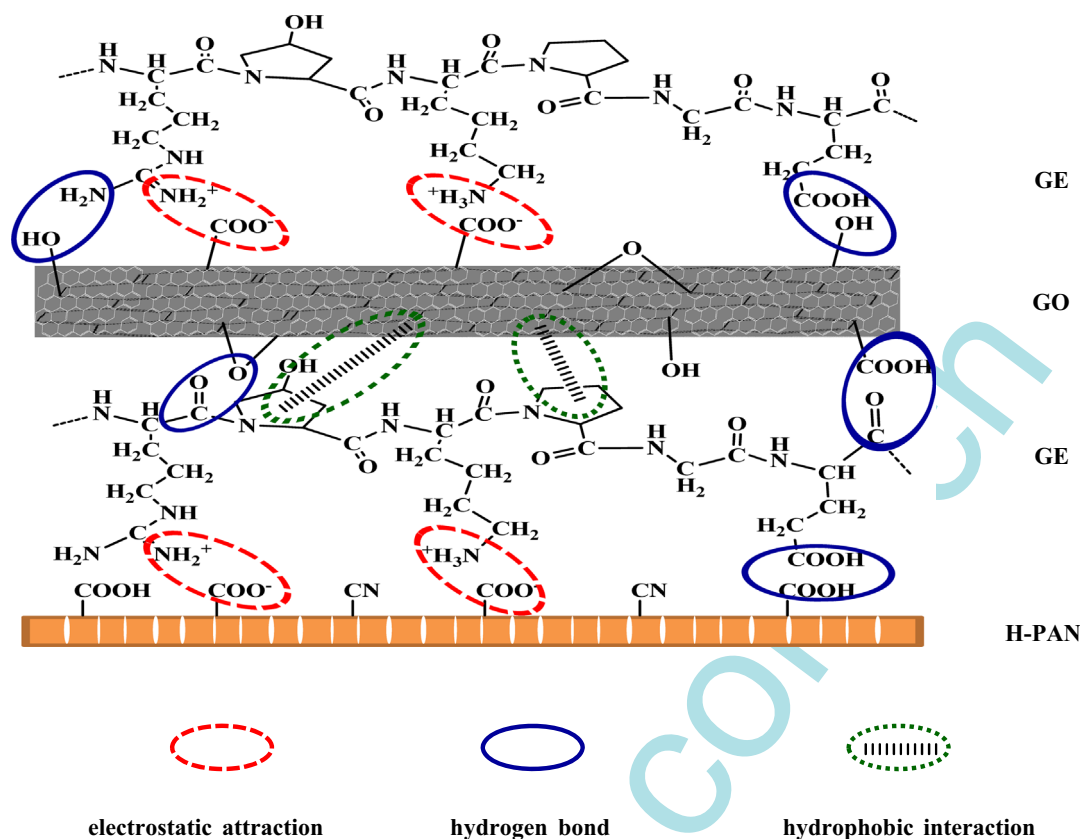 OH
H O O H O H O
N H C N H N H C N H C N H C
H₂C C O H₂C C O N C N H C
CH₂ CH₂ O H₂ CH₂
H₂C H₂C H₂C
NH CH₂
H₂N C NH₂⁺ ⁺H₃N COOH GE
HO COO⁻ COO⁻ OH
O
GO
O OH COOH
O OH O O
H O O H
N H C N H N H C N N C N CH C
H₂C C O H₂C C O C H₂ CH₂ GE
CH₂ CH₂
H₂C H₂C H₂C
NH CH₂
H₂N C NH₂⁺ ⁺H₃N COOH
COOH COO⁻ CN COO⁻ CN COOH
H-PAN
com cn
electrostatic attraction hydrogen bond hydrophobic interaction